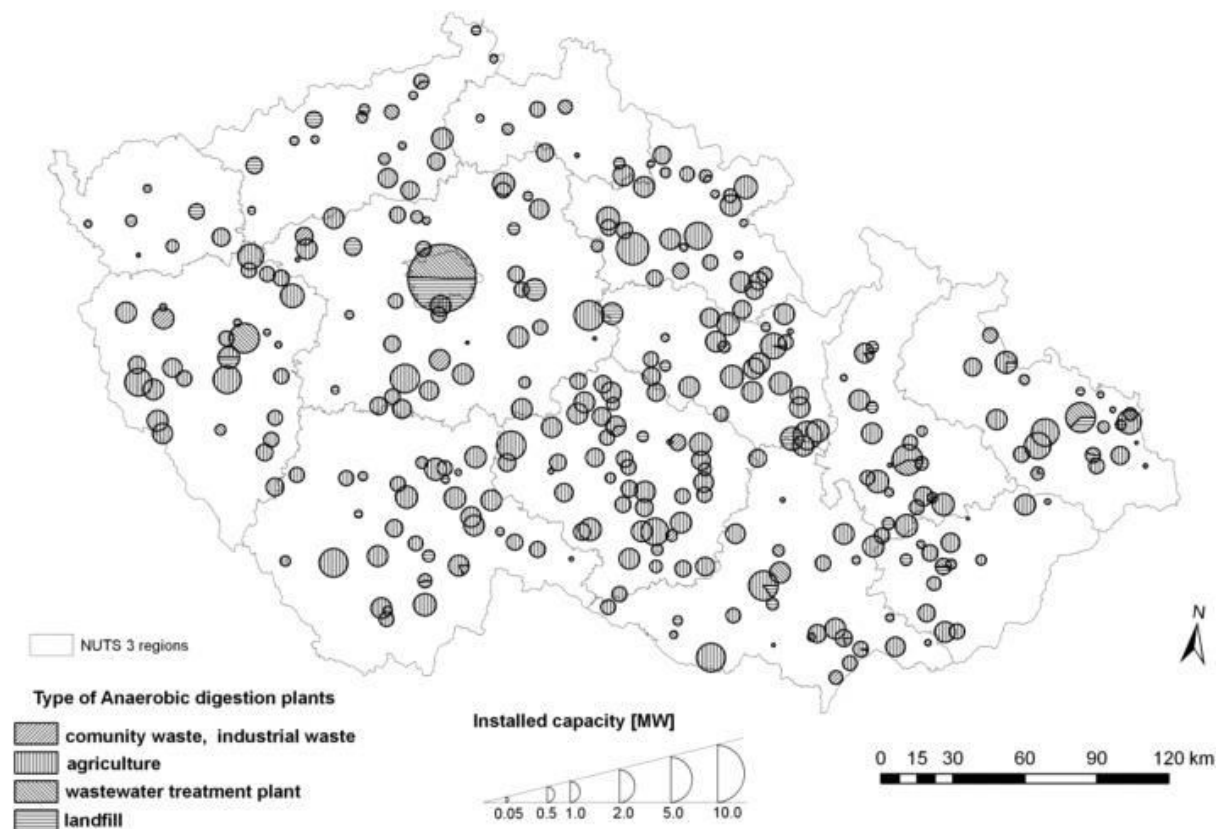 N
NUTS 3 regions
Type of Anaerobic digestion plants
comunity waste, industrial waste
agriculture
wastewater treatment plant
landfill
Installed capacity [MW]
0.05 0.5 1.0 2.0 5.0 10.0
0 15 30 60 90 120 km